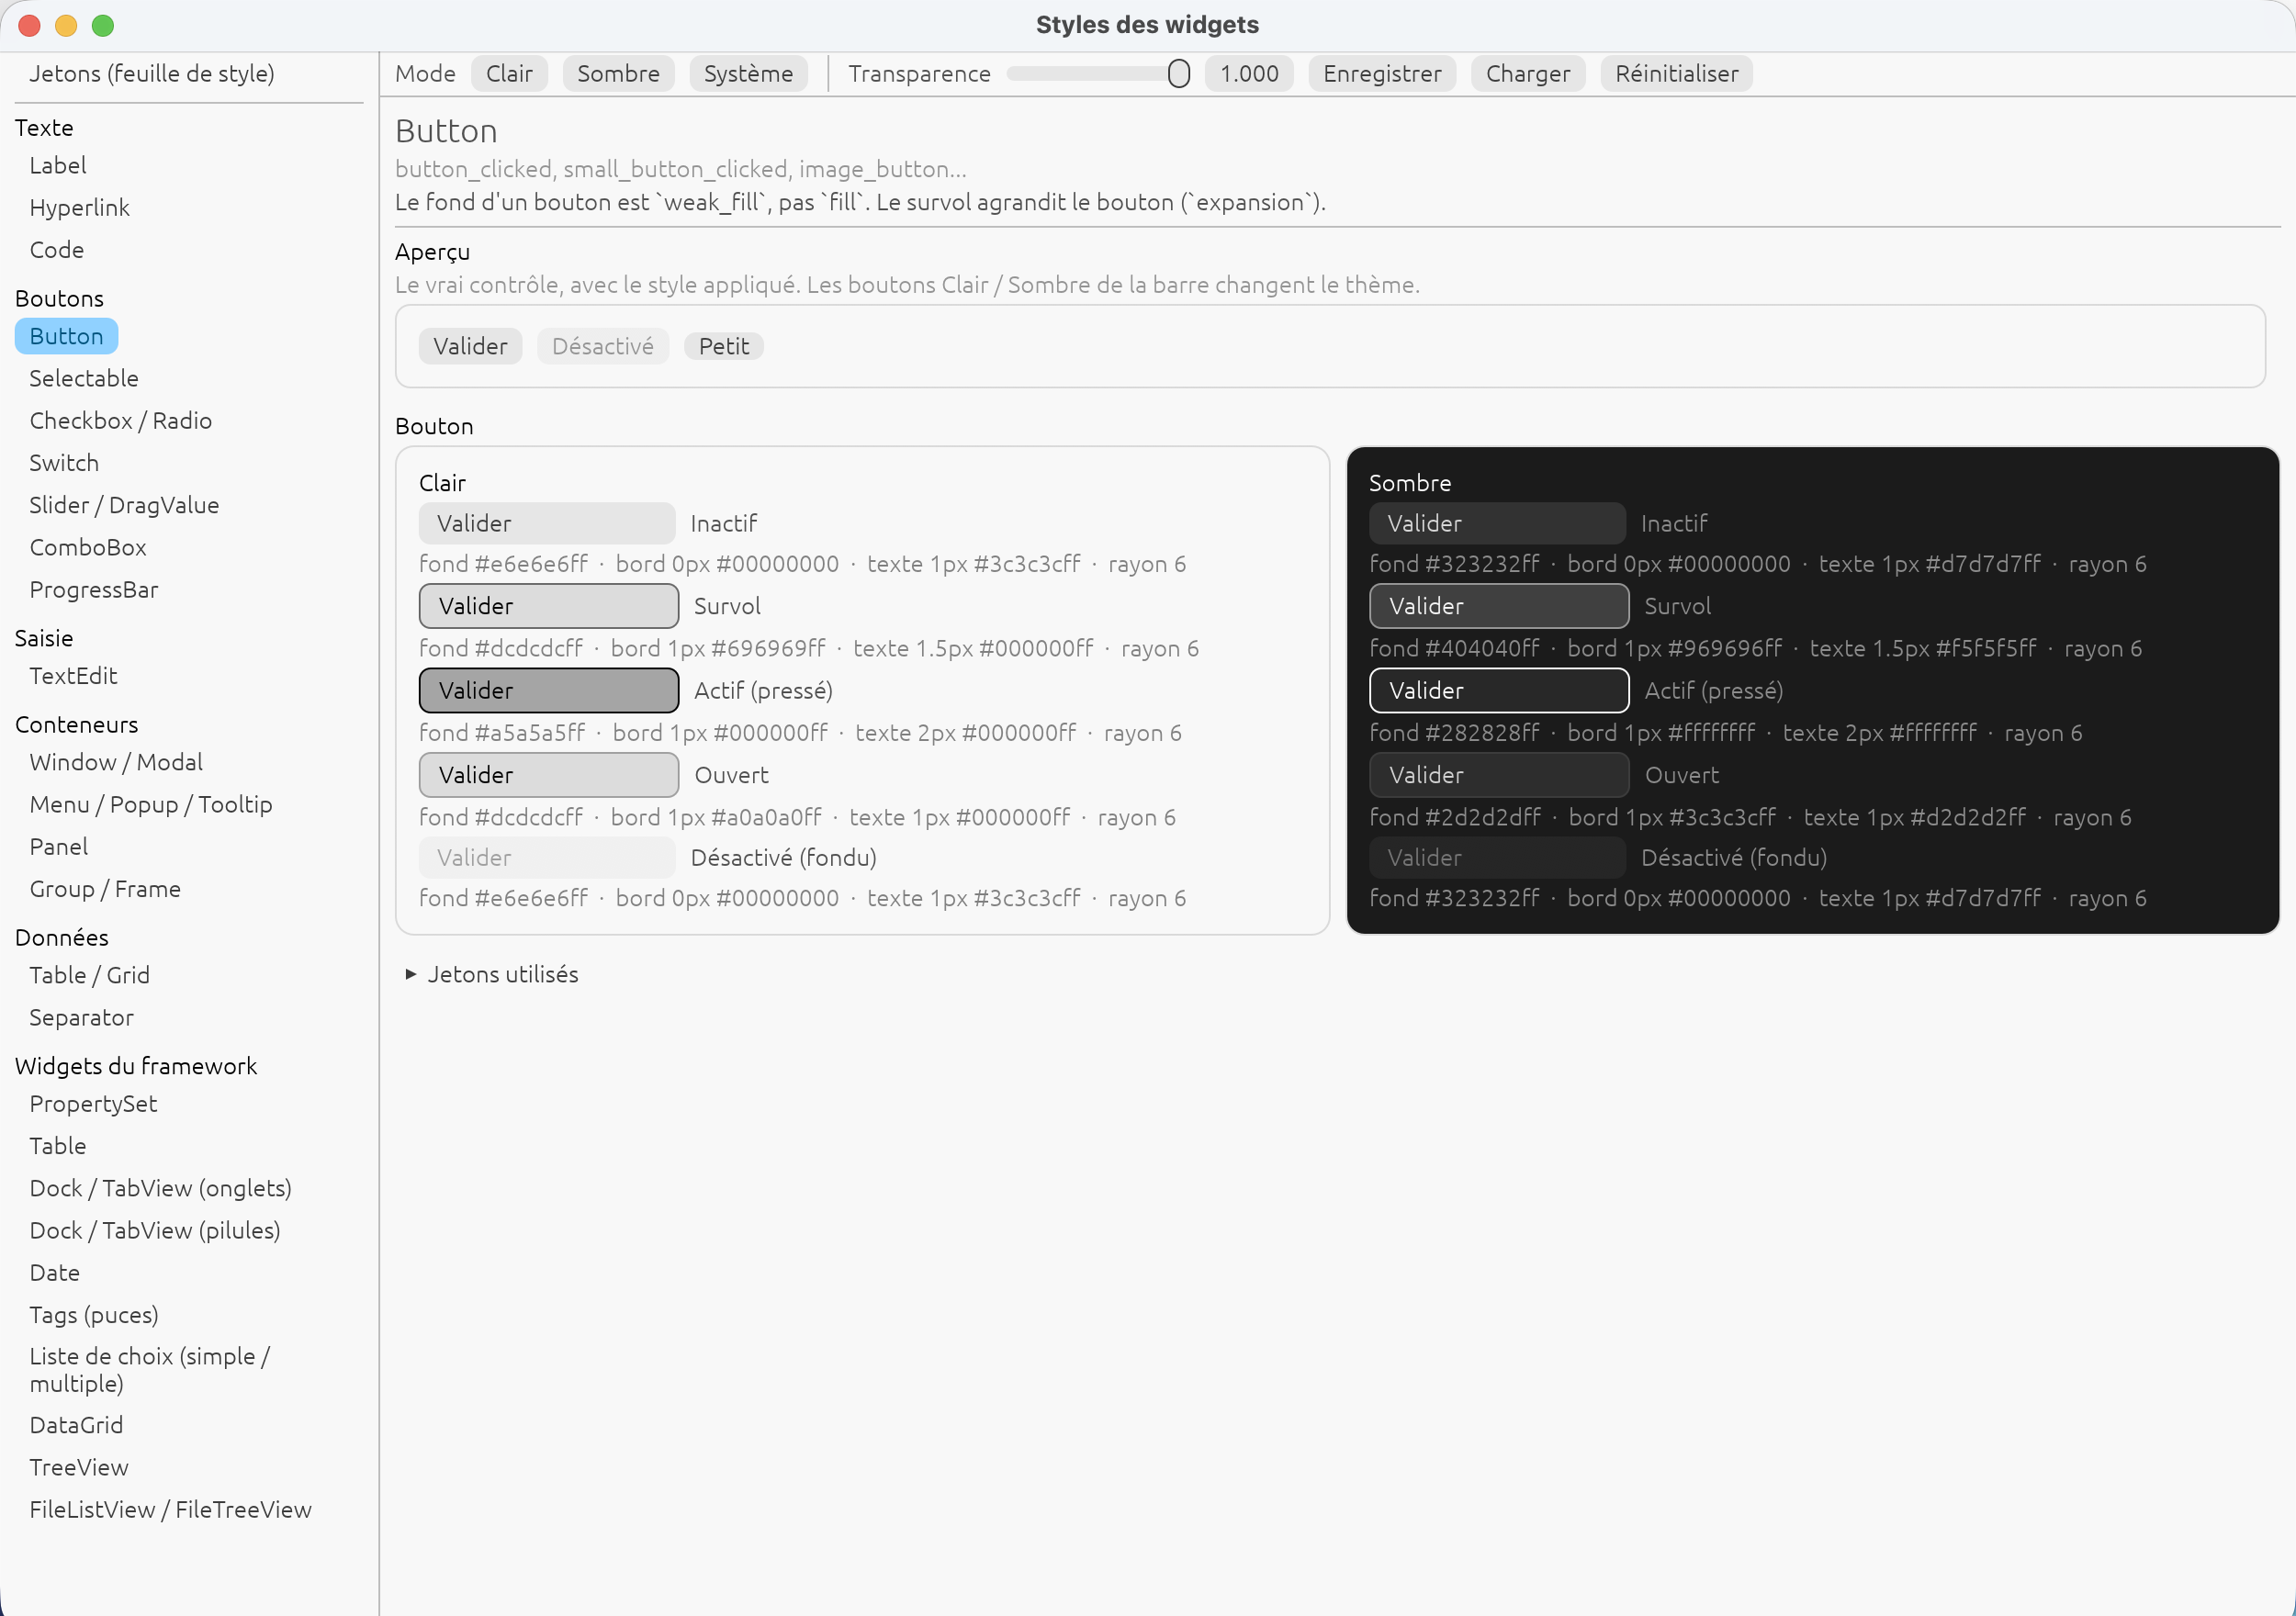 Styles des widgets
Jetons (feuille de style)
Texte
Label
Hyperlink
Code
Boutons
Button
Selectable
Checkbox / Radio
Switch
Slider / DragValue
ComboBox
ProgressBar
Saisie
TextEdit
Conteneurs
Window / Modal
Menu / Popup / Tooltip
Panel
Group / Frame
Données
Table / Grid
Separator
Widgets du framework
PropertySet
Table
Dock / TabView (onglets)
Dock / TabView (pilules)
Date
Tags (puces)
Liste de choix (simple /
multiple)
DataGrid
TreeView
FileListView / FileTreeView
Mode Clair Sombre Système Transparence 1.000 Enregistrer Charger Réinitialiser
Button
button_clicked, small_button_clicked, image_button...
Le fond d'un bouton est `weak_fill`, pas `fill`. Le survol agrandit le bouton (`expansion`).
Aperçu
Le vrai contrôle, avec le style appliqué. Les boutons Clair / Sombre de la barre changent le thème.
Valider Désactivé Petit
Bouton
Clair
Valider Inactif
fond #e6e6e6ff · bord 0px #00000000 · texte 1px #3c3c3cff · rayon 6
Valider Survol
fond #dcdcdcff · bord 1px #696969ff · texte 1.5px #000000ff · rayon 6
Valider Actif (pressé)
fond #a5a5a5ff · bord 1px #000000ff · texte 2px #000000ff · rayon 6
Valider Ouvert
fond #dcdcdcff · bord 1px #a0a0a0ff · texte 1px #000000ff · rayon 6
Valider Désactivé (fondu)
fond #e6e6e6ff · bord 0px #00000000 · texte 1px #3c3c3cff · rayon 6
Sombre
Valider Inactif
fond #323232ff · bord 0px #00000000 · texte 1px #d7d7d7ff · rayon 6
Valider Survol
fond #404040ff · bord 1px #969696ff · texte 1.5px #f5f5f5ff · rayon 6
Valider Actif (pressé)
fond #282828ff · bord 1px #ffffffff · texte 2px #ffffffff · rayon 6
Valider Ouvert
fond #2d2d2dff · bord 1px #3c3c3cff · texte 1px #d2d2d2ff · rayon 6
Valider Désactivé (fondu)
fond #323232ff · bord 0px #00000000 · texte 1px #d7d7d7ff · rayon 6
Jetons utilisés